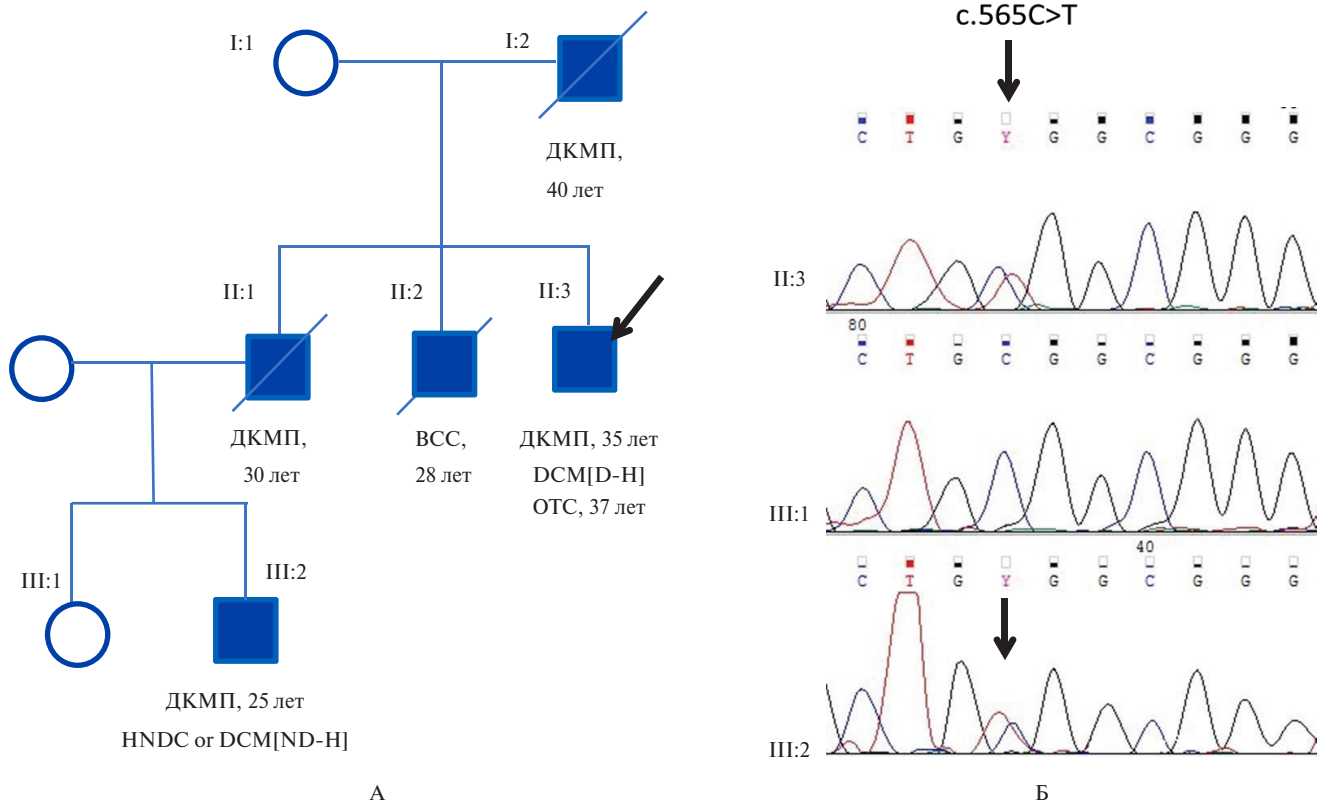 I:1
I:2
ДКМП,
40 лет
II:1
II:2
II:3
ДКМП,
30 лет
ВСС,
28 лет
ДКМП, 35 лет
DCM[D-H]
ОТС, 37 лет
III:1
III:2
ДКМП, 25 лет
HNDC or DCM[ND-H]
А
c.565C>T
C T G Y G G C G G G
II:3
80
C T G C G G C G G G
III:1
40
C T G Y G G C G G G
III:2
Б